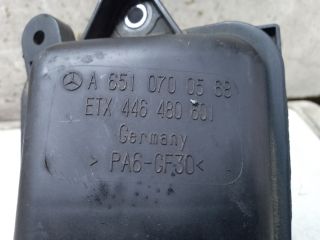 A 651 070 05 68
ETX 446 480 601
Germany
> PA6-GF30 <